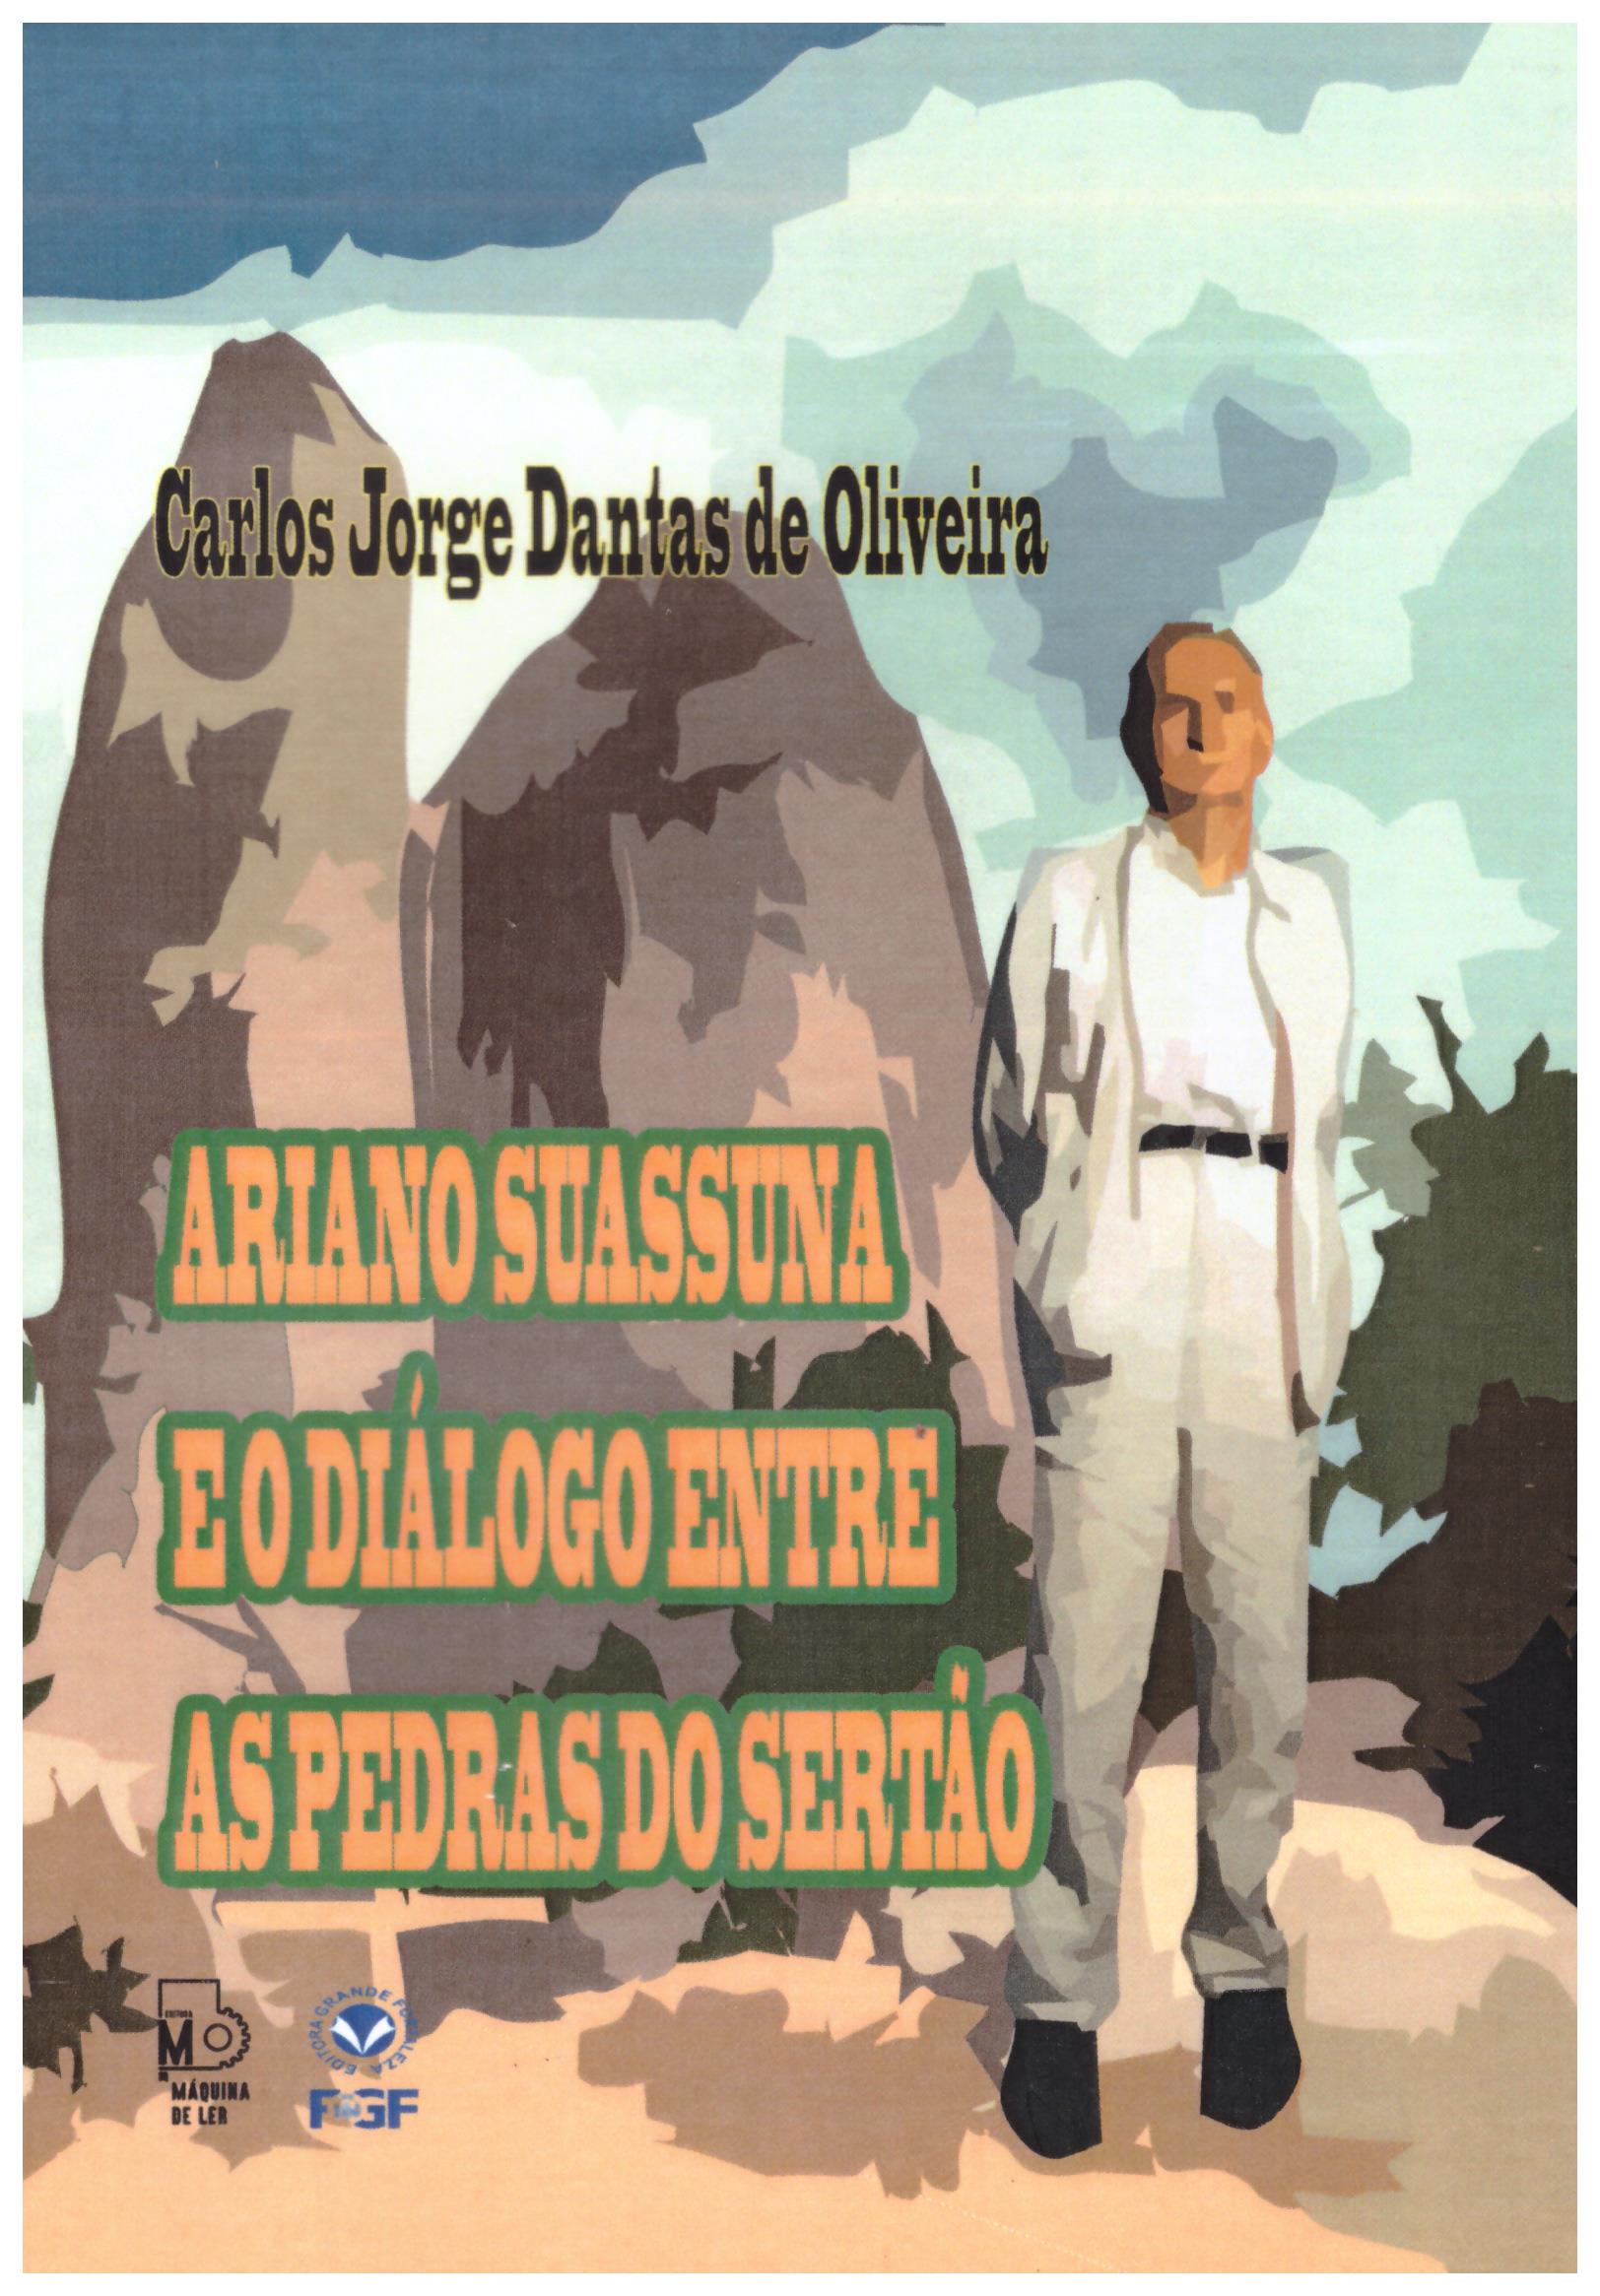 Carlos Jorge Dantas de Oliveira
ARIANO SUASSUNA
E O DIÁLOGO ENTRE
AS PEDRAS DO SERTÃO
EDITORA
M
MÁQUINA
DE LER
EDITORA GRANDE FORTALEZA
FGF